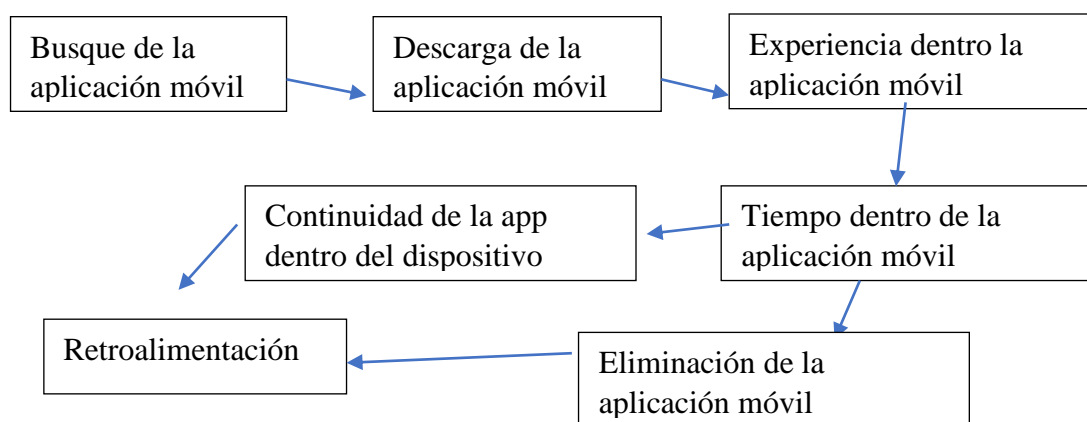 Busque de la
aplicación móvil
Descarga de la
aplicación móvil
Experiencia dentro la
aplicación móvil
Continuidad de la app
dentro del dispositivo
Tiempo dentro de la
aplicación móvil
Retroalimentación
Eliminación de la
aplicación móvil